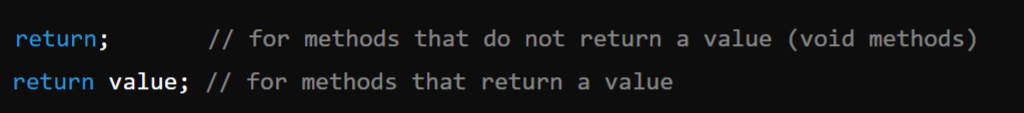 return;       // for methods that do not return a value (void methods)
return value; // for methods that return a value